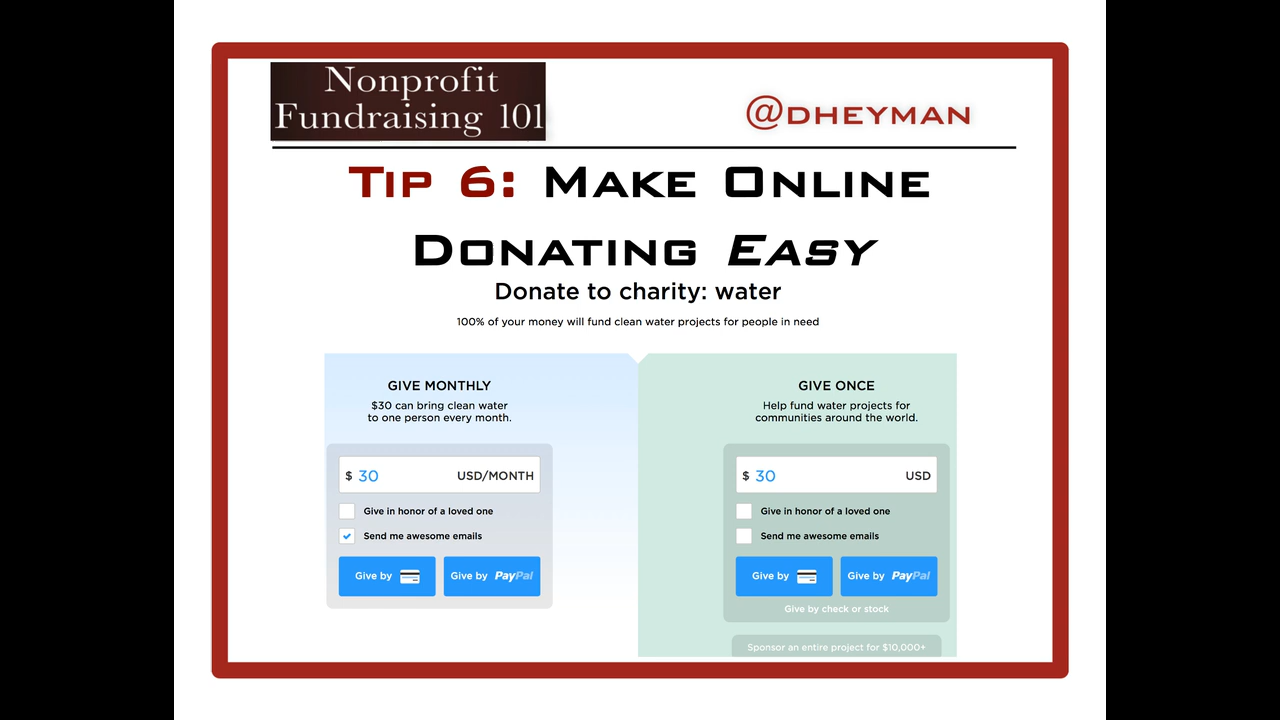 Nonprofit
Fundraising 101
@DHEYMAN
TIP 6: MAKE ONLINE
DONATING EASY
Donate to charity: water
100% of your money will fund clean water projects for people in need
GIVE MONTHLY
$30 can bring clean water
to one person every month.
$ 30 USD/MONTH
Give in honor of a loved one
Send me awesome emails
Give by
Give by PayPal
GIVE ONCE
Help fund water projects for
communities around the world.
$ 30 USD
Give in honor of a loved one
Send me awesome emails
Give by
Give by PayPal
Give by check or stock
Sponsor an entire project for $10,000+